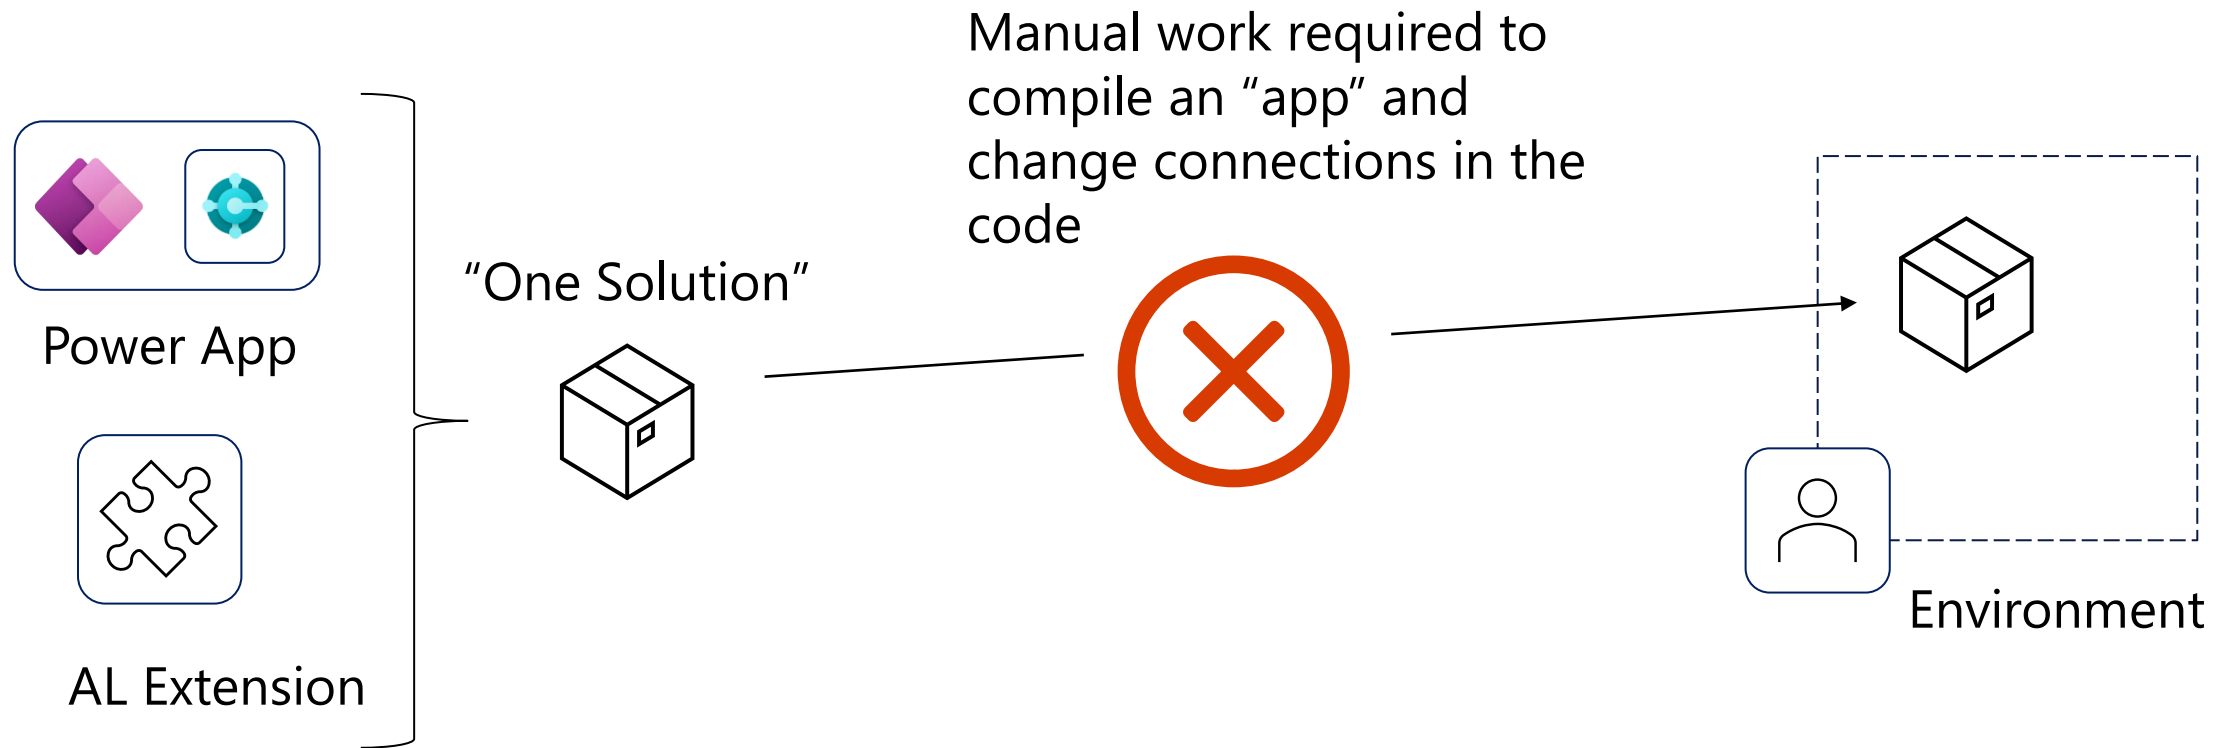 Manual work required to
compile an “app” and
change connections in the
code
“One Solution”
Power App
AL Extension
Environment